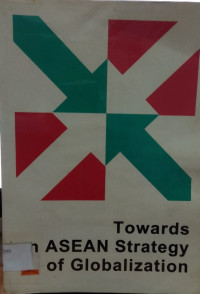 Towards
n ASEAN Strategy
of Globalization